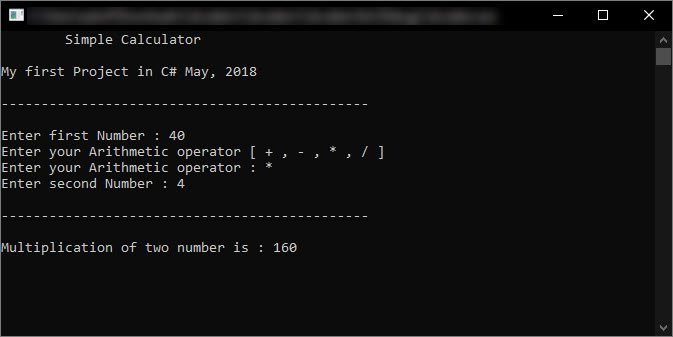 Simple Calculator
My first Project in C# May, 2018
----------------------------------------------
Enter first Number : 40
Enter your Arithmetic operator [ + , - , * , / ]
Enter your Arithmetic operator : *
Enter second Number : 4
----------------------------------------------
Multiplication of two number is : 160